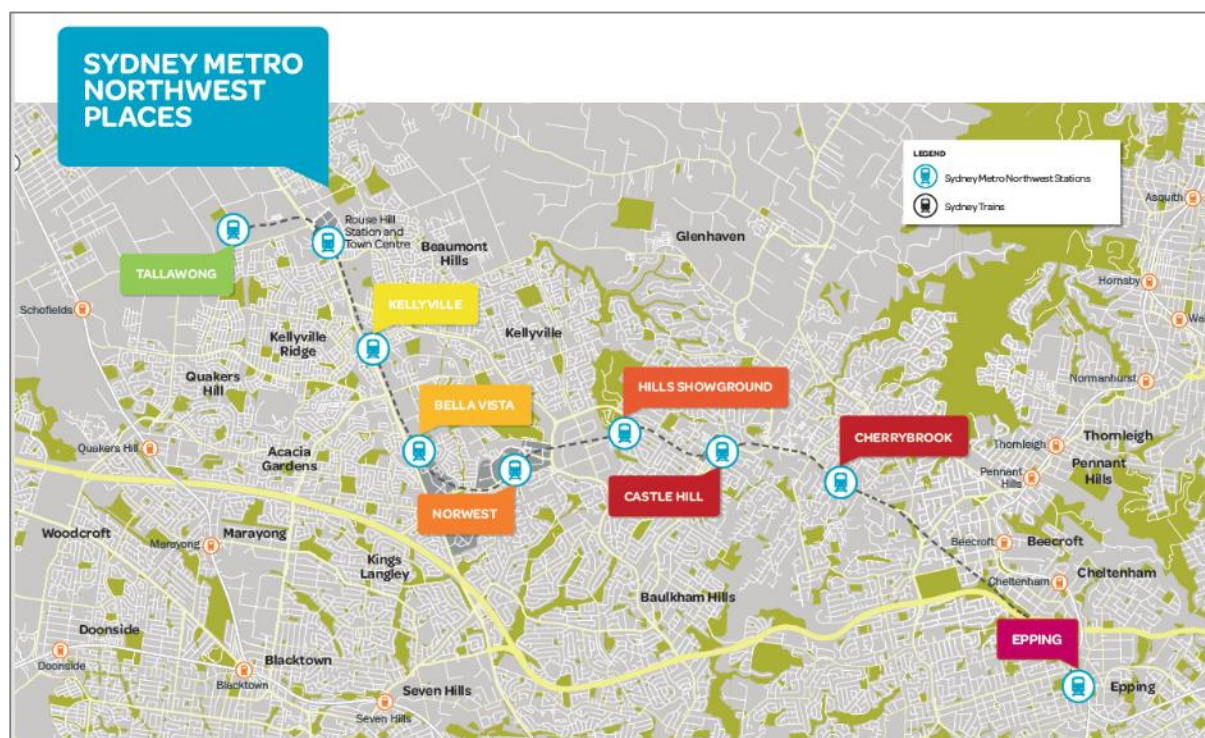 SYDNEY METRO
NORTHWEST
PLACES
LEGEND
Sydney Metro Northwest Stations
Sydney Trains
Asquith
Rouse Hill
Station and
Town Centre
Glenhaven
Beaumont
Hills
TALLAWONG
Hornsby
KELLYVILLE
Schofields
Wai
Kellyville
Ridge
Kellyville
Quakers
Hill
HILLS SHOWGROUND
Normanhurst
BELLA VISTA
CHERRYBROOK
Quakers Hill
Acacia
Gardens
Thornleigh
Thornleigh
Pennant
Hills
Pennant
Hills
CASTLE HILL
NORWEST
Woodcroft
Marayong
Marayong
Beecroft
Beecroft
Kings
Langley
Cheltenham
Cheltenham
Baulkham Hills
Doonside
EPPING
Doonside
Blacktown
Blacktown
Seven Hills
Seven Hills
Epping